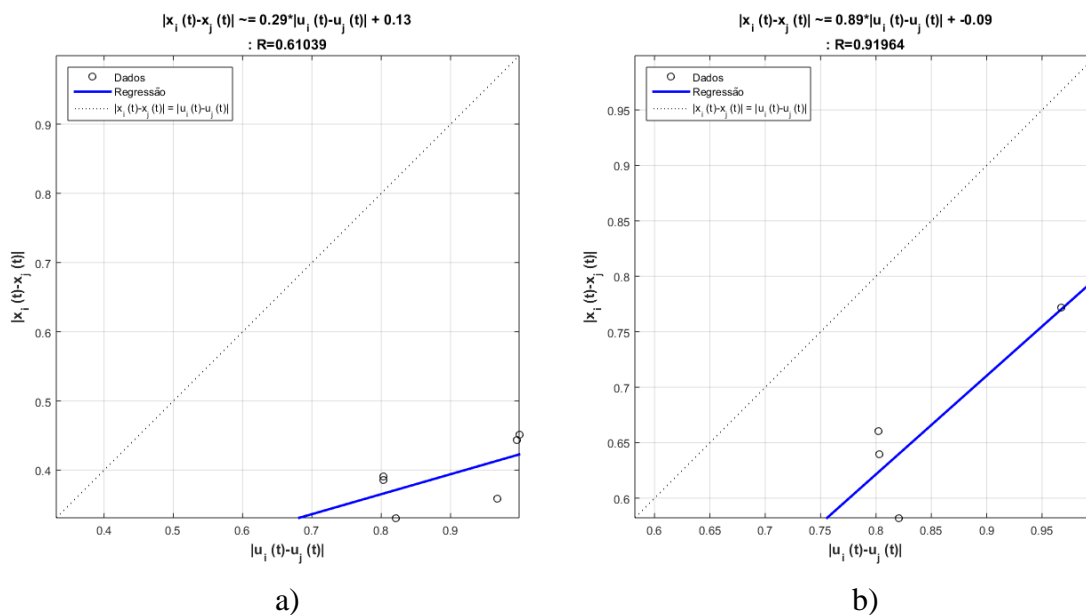 |x_i (t)-x_j (t)| ~= 0.29*|u_i (t)-u_j (t)| + 0.13
: R=0.61039
Dados
Regressão
|x_i (t)-x_j (t)| = |u_i (t)-u_j (t)|
0.9
0.8
0.7
0.6
0.5
0.4
|x_i (t)-x_j (t)|
0.4 0.5 0.6 0.7 0.8 0.9
|u_i (t)-u_j (t)|
a)
|x_i (t)-x_j (t)| ~= 0.89*|u_i (t)-u_j (t)| + -0.09
: R=0.91964
Dados
Regressão
|x_i (t)-x_j (t)| = |u_i (t)-u_j (t)|
0.95
0.9
0.85
0.8
0.75
0.7
0.65
0.6
|x_i (t)-x_j (t)|
0.6 0.65 0.7 0.75 0.8 0.85 0.9 0.95
|u_i (t)-u_j (t)|
b)